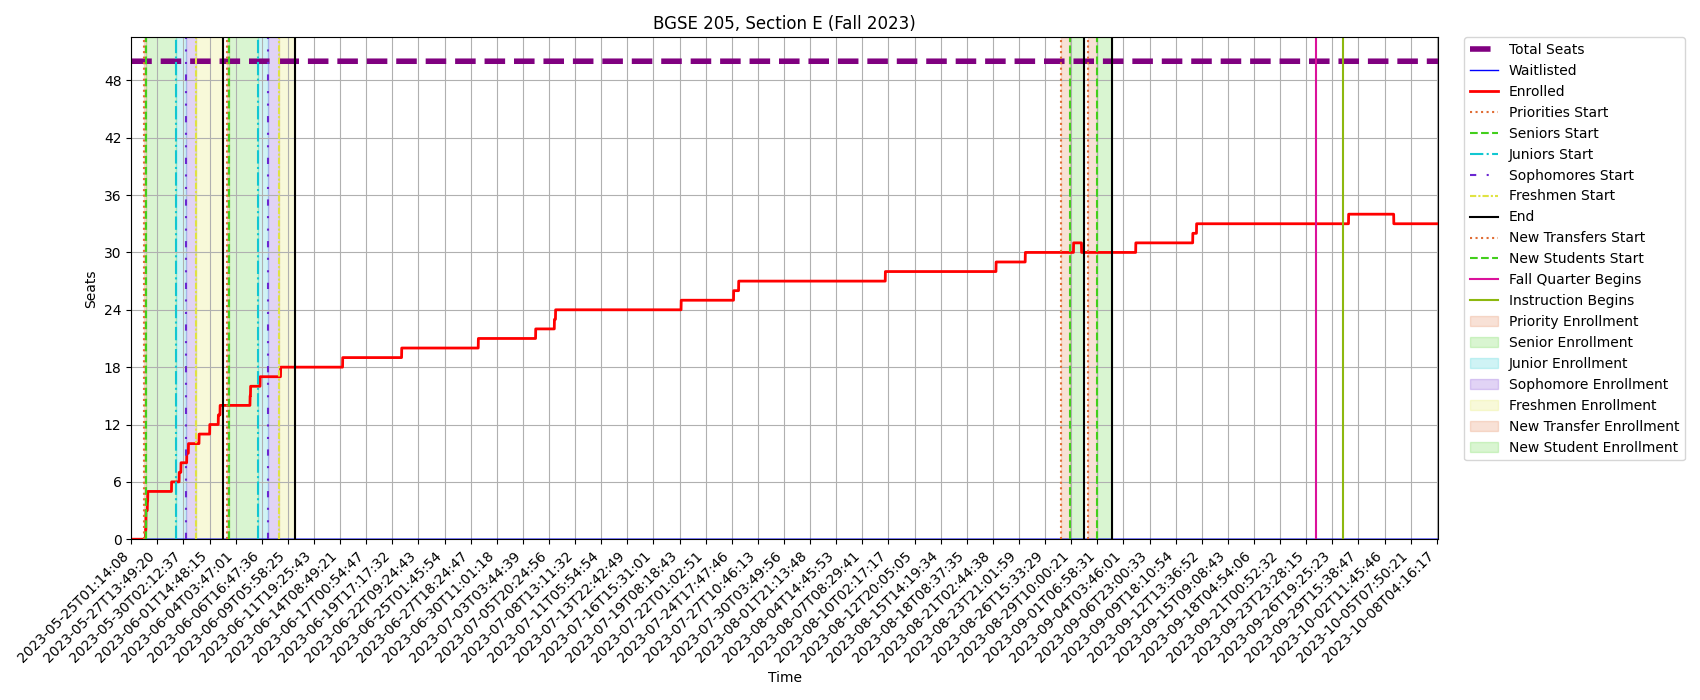 BGSE 205, Section E (Fall 2023)
Seats
48
42
36
30
24
18
12
6
0
2023-05-25T01:14:08
2023-05-27T13:49:20
2023-05-30T02:12:37
2023-06-01T14:48:15
2023-06-04T03:47:01
2023-06-06T16:47:36
2023-06-09T05:58:25
2023-06-11T19:25:43
2023-06-14T08:49:21
2023-06-17T00:54:47
2023-06-19T17:17:32
2023-06-22T09:24:43
2023-06-25T01:45:54
2023-06-27T18:24:47
2023-06-30T11:01:18
2023-07-03T03:44:39
2023-07-05T20:24:56
2023-07-08T13:11:32
2023-07-11T05:54:54
2023-07-13T22:42:49
2023-07-16T15:31:01
2023-07-19T08:18:43
2023-07-22T01:02:51
2023-07-24T17:47:46
2023-07-27T10:46:13
2023-07-30T03:49:56
2023-08-01T21:13:48
2023-08-04T14:45:53
2023-08-07T08:29:41
2023-08-10T02:17:17
2023-08-12T20:05:05
2023-08-15T14:19:34
2023-08-18T08:37:35
2023-08-21T02:44:38
2023-08-23T21:01:59
2023-08-26T15:33:29
2023-08-29T10:00:21
2023-09-01T06:58:31
2023-09-04T03:46:01
2023-09-06T23:00:33
2023-09-09T18:10:54
2023-09-12T13:36:52
2023-09-15T09:08:43
2023-09-18T04:54:06
2023-09-21T00:52:32
2023-09-23T23:28:15
2023-09-26T19:25:23
2023-09-29T15:38:47
2023-10-02T11:45:46
2023-10-05T07:50:21
2023-10-08T04:16:17
Time
Total Seats
Waitlisted
Enrolled
Priorities Start
Seniors Start
Juniors Start
Sophomores Start
Freshmen Start
End
New Transfers Start
New Students Start
Fall Quarter Begins
Instruction Begins
Priority Enrollment
Senior Enrollment
Junior Enrollment
Sophomore Enrollment
Freshmen Enrollment
New Transfer Enrollment
New Student Enrollment